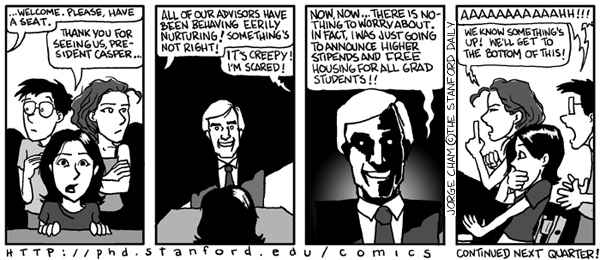 ...WELCOME. PLEASE, HAVE
A SEAT.
THANK YOU FOR
SEEING US, PRE-
SIDENT CASPER...
ALL OF OUR ADVISORS HAVE
BEEN BEHAVING EERILY
NURTURING! SOMETHING'S
NOT RIGHT!
IT'S CREEPY!
I'M SCARED!
NOW, NOW... THERE IS NO-
THING TO WORRY ABOUT.
IN FACT, I WAS JUST GOING
TO ANNOUNCE HIGHER
STIPENDS AND FREE
HOUSING FOR ALL GRAD
STUDENTS!!
JORGE CHAM ©THE STANFORD DAILY
AAAAAAAAAAAHH!!!
WE KNOW SOMETHING'S
UP! WE'LL GET TO
THE BOTTOM OF THIS!
HTTP://phd.stanford.edu/comics
CONTINUED NEXT QUARTER!